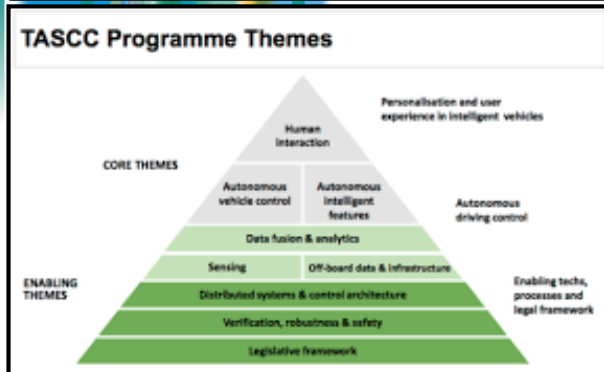 TASCC Programme Themes
Personalisation and user
experience in intelligent vehicles
Human
interaction
CORE THEMES
Autonomous
vehicle control
Autonomous
intelligent
features
Autonomous
driving control
Data fusion & analytics
Sensing
Off-board data & infrastructure
ENABLING
THEMES
Enabling techs,
processes and
legal framework
Distributed systems & control architecture
Verification, robustness & safety
Legislative framework